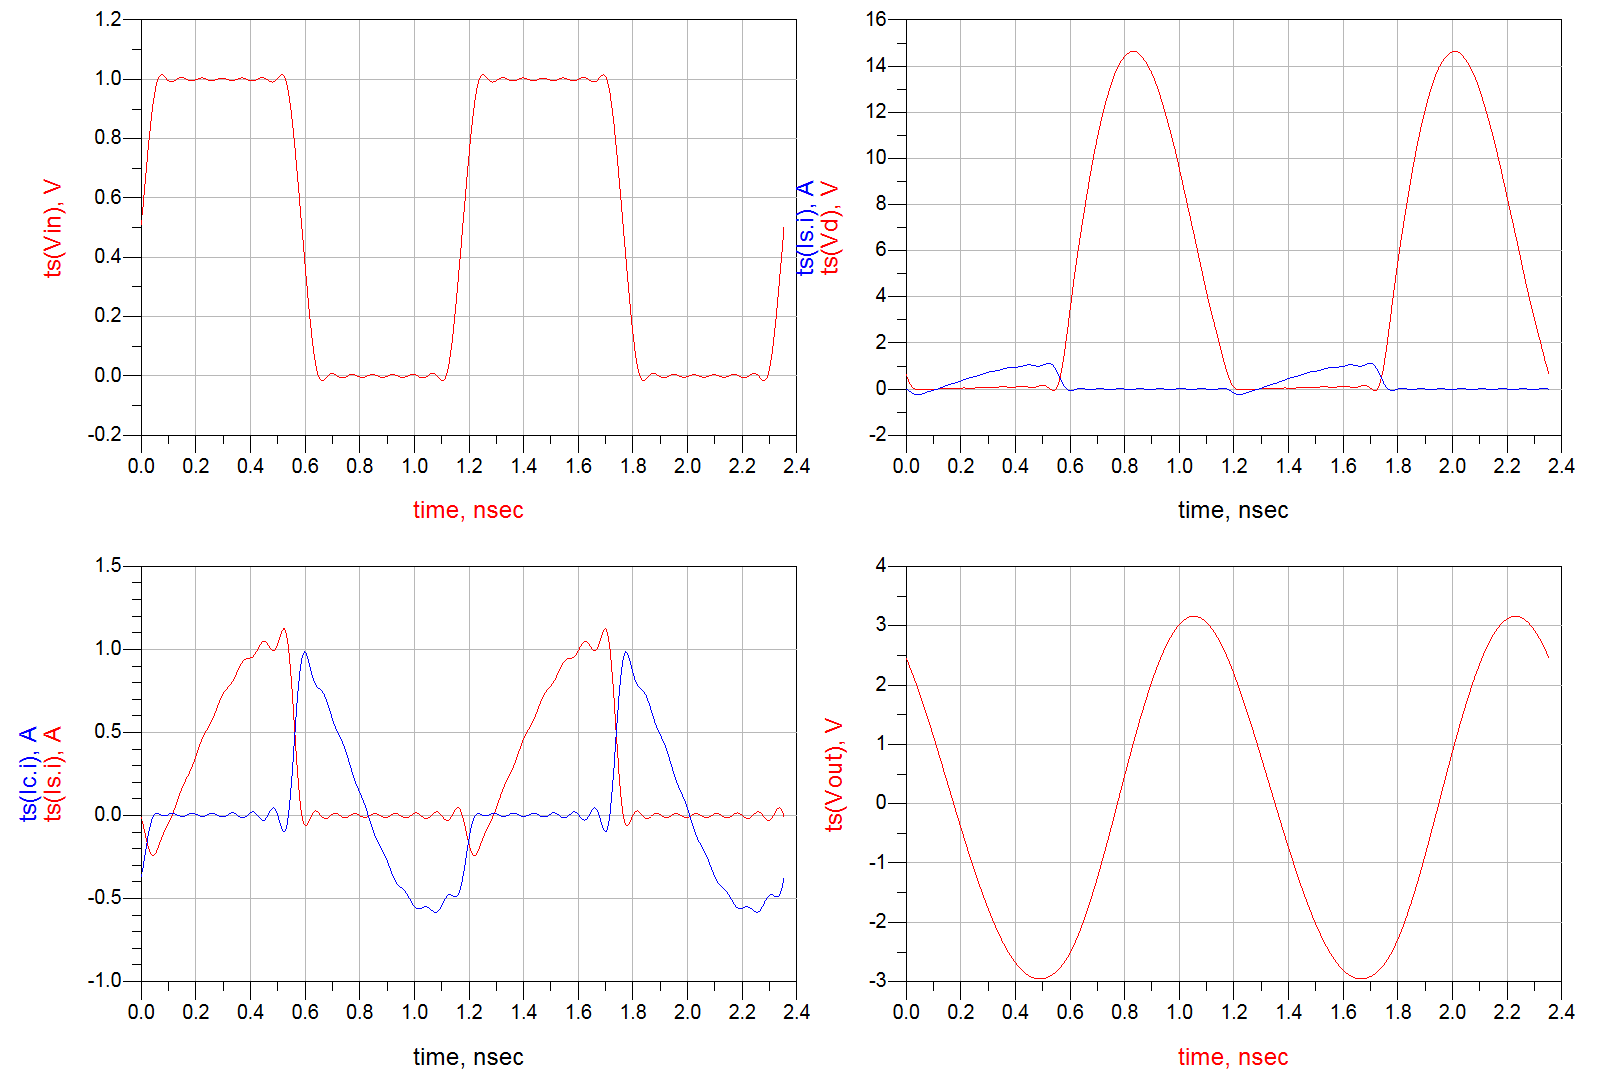 ts(Vin), V
1.2
1.0
0.8
0.6
0.4
0.2
0.0
-0.2
0.0 0.2 0.4 0.6 0.8 1.0 1.2 1.4 1.6 1.8 2.0 2.2 2.4
time, nsec
ts(Is.i), A
ts(Vd), V
16
14
12
10
8
6
4
2
0
-2
0.0 0.2 0.4 0.6 0.8 1.0 1.2 1.4 1.6 1.8 2.0 2.2 2.4
time, nsec
ts(Ic.i), A
ts(Is.i), A
1.5
1.0
0.5
0.0
-0.5
-1.0
0.0 0.2 0.4 0.6 0.8 1.0 1.2 1.4 1.6 1.8 2.0 2.2 2.4
time, nsec
ts(Vout), V
4
3
2
1
0
-1
-2
-3
0.0 0.2 0.4 0.6 0.8 1.0 1.2 1.4 1.6 1.8 2.0 2.2 2.4
time, nsec